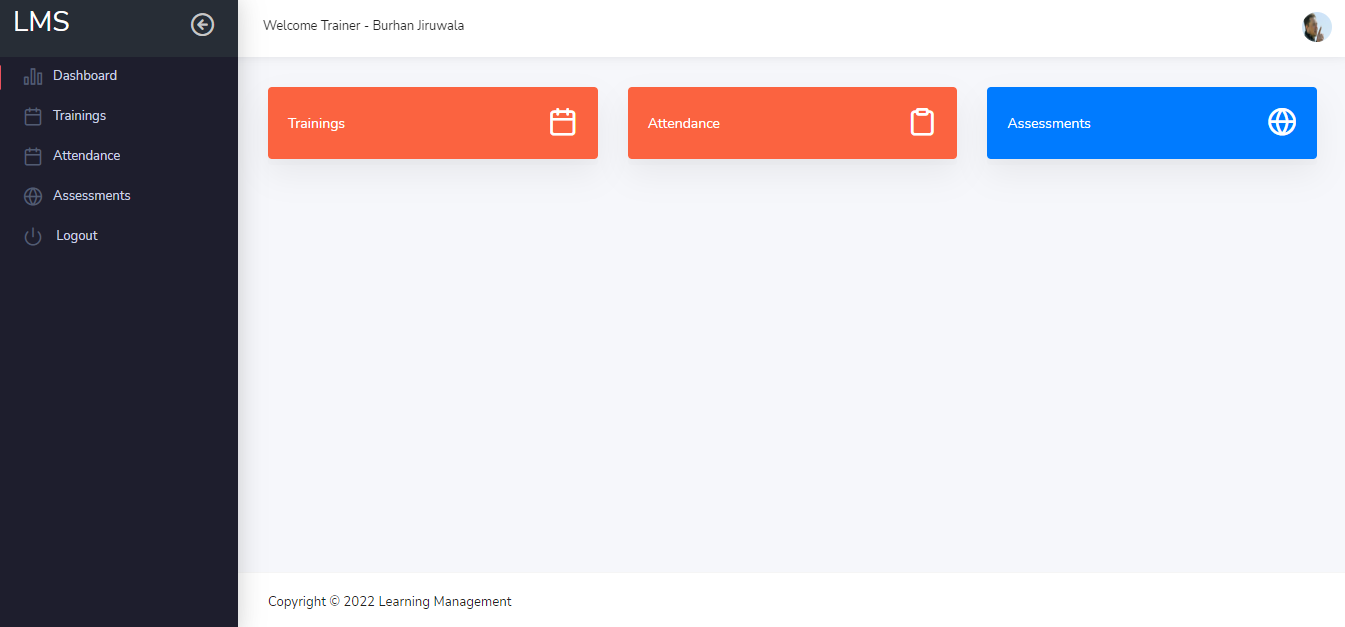 LMS
Welcome Trainer - Burhan Jiruwala
Dashboard
Trainings
Attendance
Assessments
Logout
Trainings
Attendance
Assessments
Copyright © 2022 Learning Management